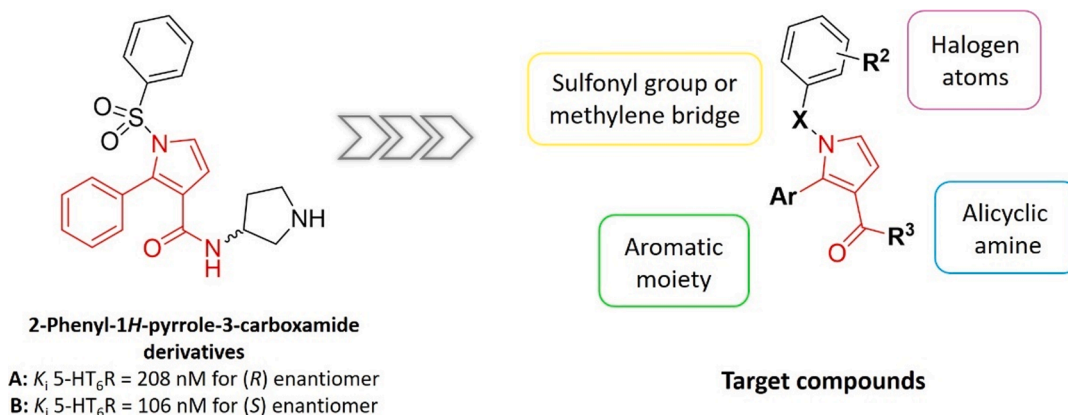 O
S
O
N
NH
O
N
H
2-Phenyl-1H-pyrrole-3-carboxamide
derivatives
A: Ki 5-HT6R = 208 nM for (R) enantiomer
B: Ki 5-HT6R = 106 nM for (S) enantiomer
Sulfonyl group or
methylene bridge
R2
Halogen
atoms
X
N
Ar
O
R3
Aromatic
moiety
Alicyclic
amine
Target compounds